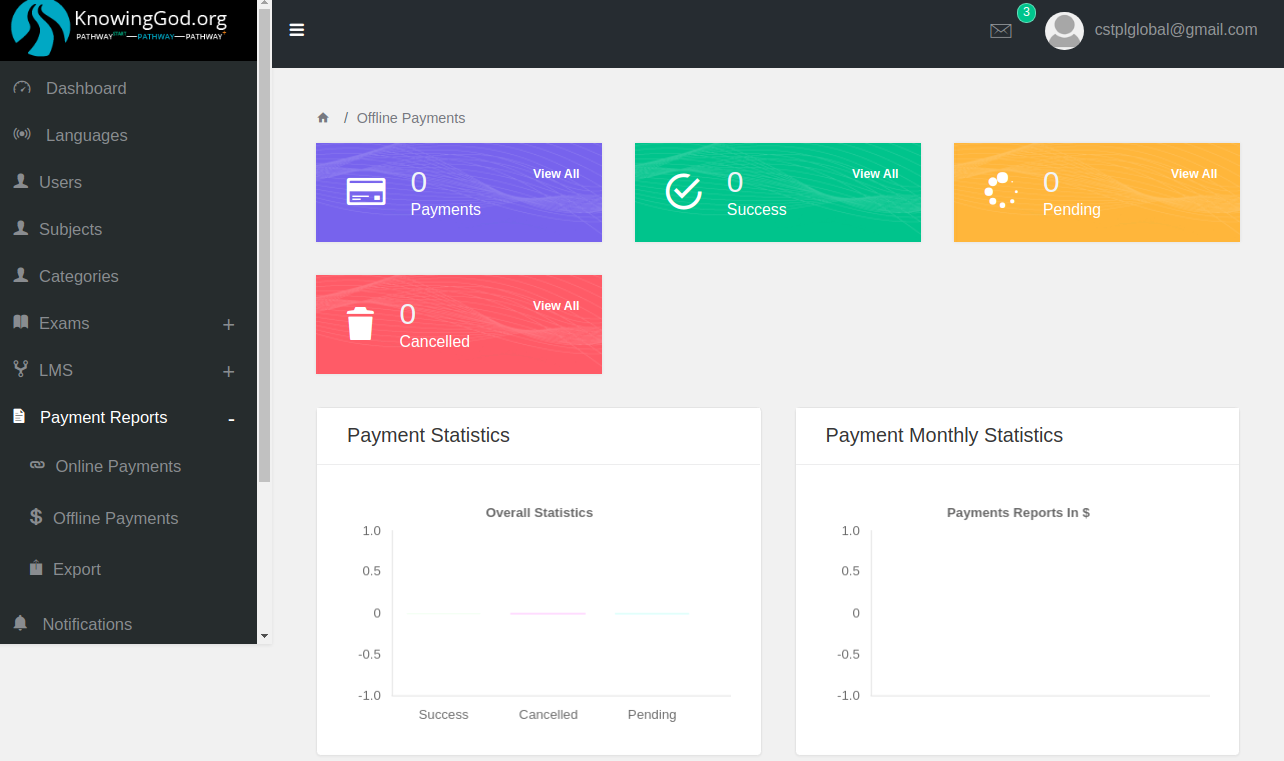 KnowingGod.org
PATHWAYSTART—PATHWAY—PATHWAY+
3
cstplglobal@gmail.com
Dashboard
Languages
Users
Subjects
Categories
Exams +
LMS +
Payment Reports -
Online Payments
Offline Payments
Export
Notifications
/ Offline Payments
0
Payments
View All
0
Success
View All
0
Pending
View All
0
Cancelled
View All
Payment Statistics
Overall Statistics
1.0
0.5
0
-0.5
-1.0
Success Cancelled Pending
Payment Monthly Statistics
Payments Reports In $
1.0
0.5
0
-0.5
-1.0